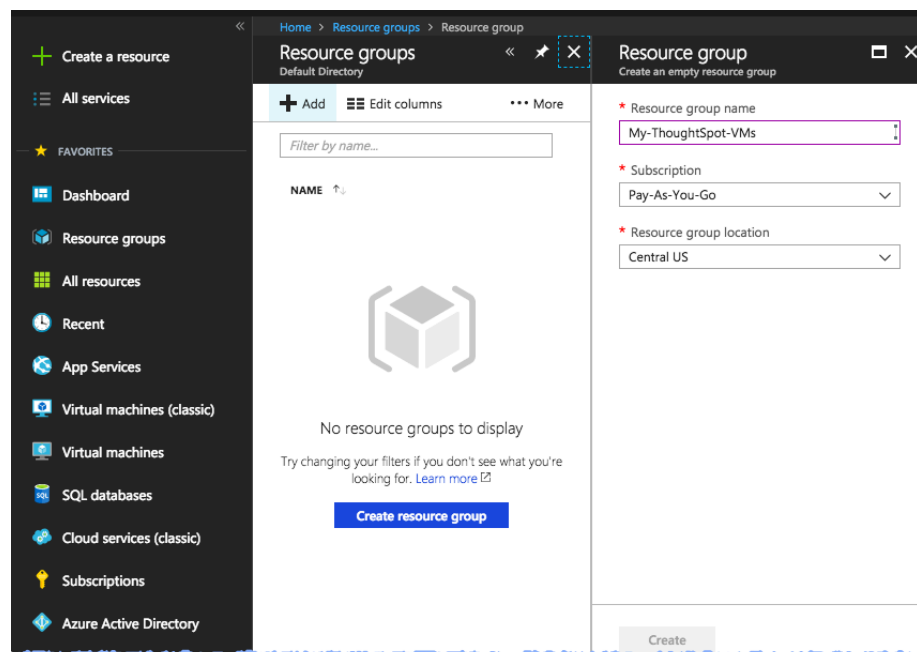 «
Create a resource
All services
FAVORITES
Dashboard
Resource groups
All resources
Recent
App Services
Virtual machines (classic)
Virtual machines
SQL databases
Cloud services (classic)
Subscriptions
Azure Active Directory
Home > Resource groups > Resource group
Resource groups «
Default Directory
Add Edit columns ••• More
Filter by name...
NAME
No resource groups to display
Try changing your filters if you don't see what you're
looking for. Learn more
Create resource group
Resource group
Create an empty resource group
* Resource group name
My-ThoughtSpot-VMs
* Subscription
Pay-As-You-Go
* Resource group location
Central US
Create